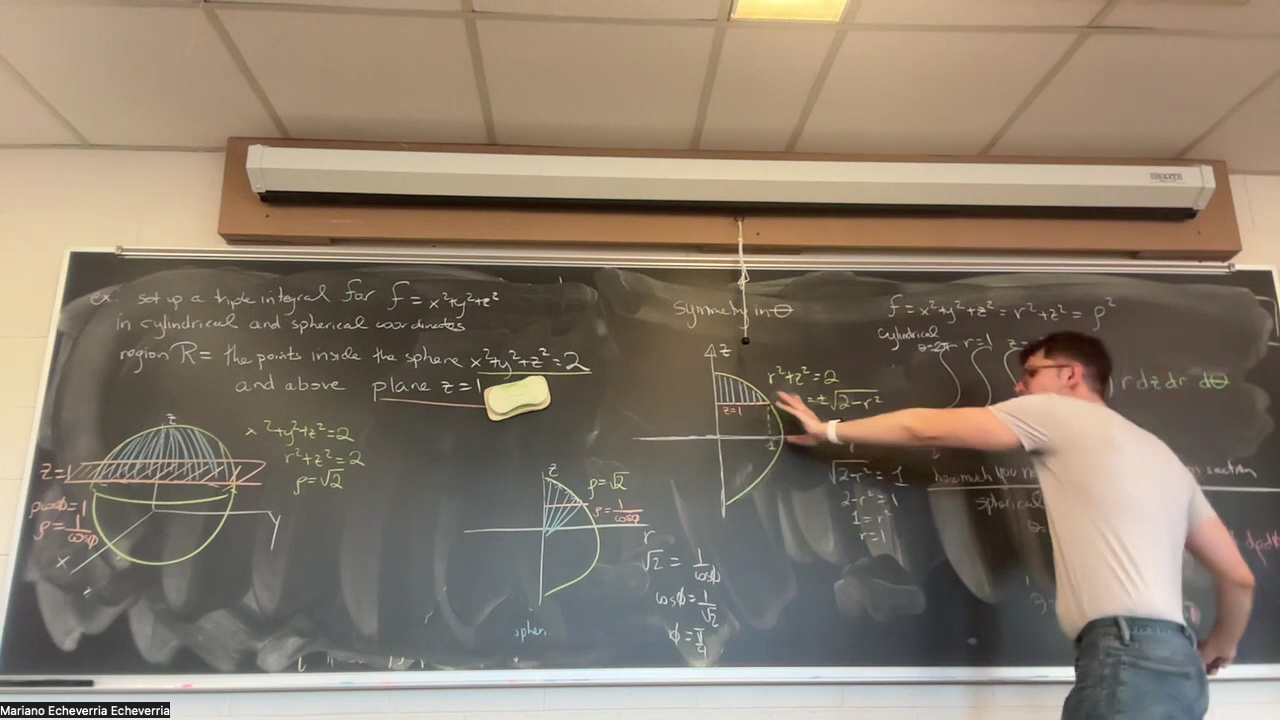 ex: set up a triple integral for f = x²+y²+z²
in cylindrical and spherical coordinates
region R = the points inside the sphere x²+y²+z²=2
and above plane z=1
z
x²+y²+z²=2
r²+z²=2
ρ=√2
z=1
ρcosϕ=1
ρ=1/cosϕ
x
y
z
ρ=√2
ρ=1/cosϕ
r
√2 = 1/cosϕ
cosϕ=1/√2
ϕ=π/4
symmetry in θ
z
r²+z²=2
=±√2-r²
z=1
1
√2-r²=1
2-r²=1
1=r²
r=1
f=x²+y²+z²=r²+z²=ρ²
cylindrical
r=1
r dz dr dθ
how much you
section
spherical
Mariano Echeverria Echeverria